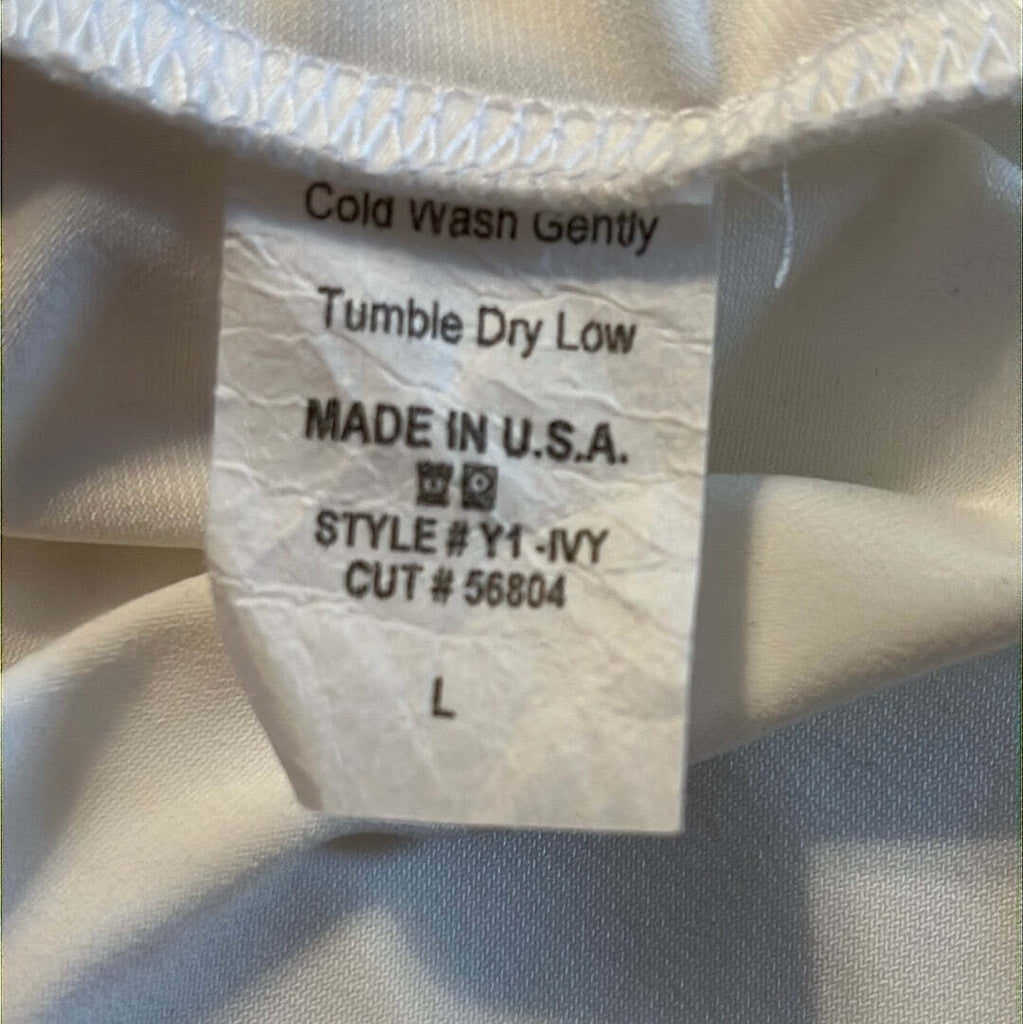 Cold Wash Gently
Tumble Dry Low
MADE IN U.S.A.
STYLE # Y1 -IVY
CUT # 56804
L